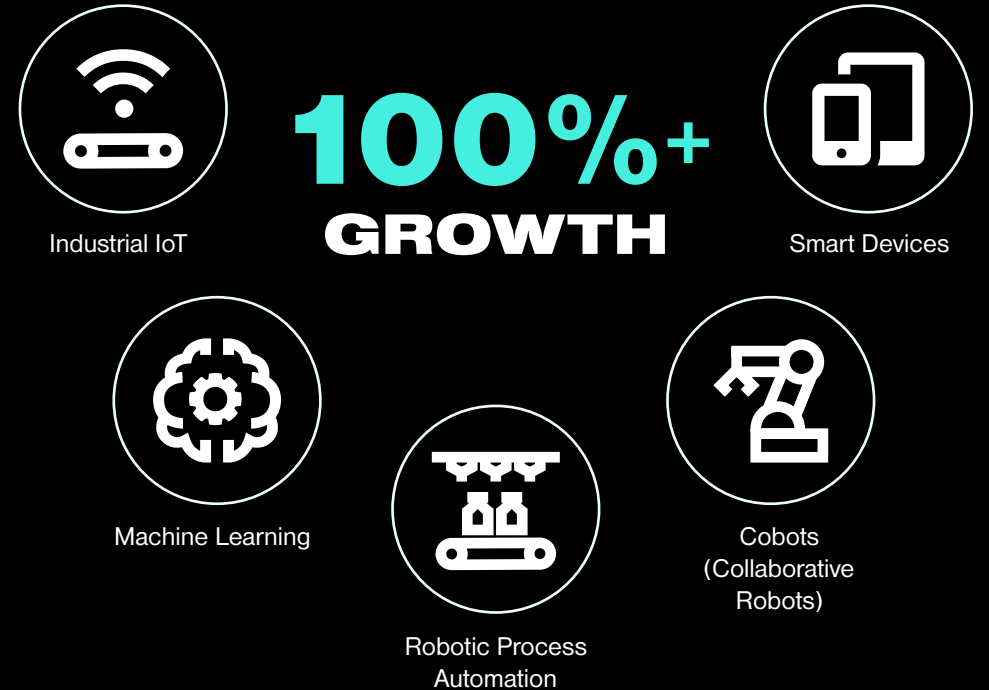 100%+
GROWTH
Industrial IoT
Smart Devices
Machine Learning
Cobots
(Collaborative
Robots)
Robotic Process
Automation